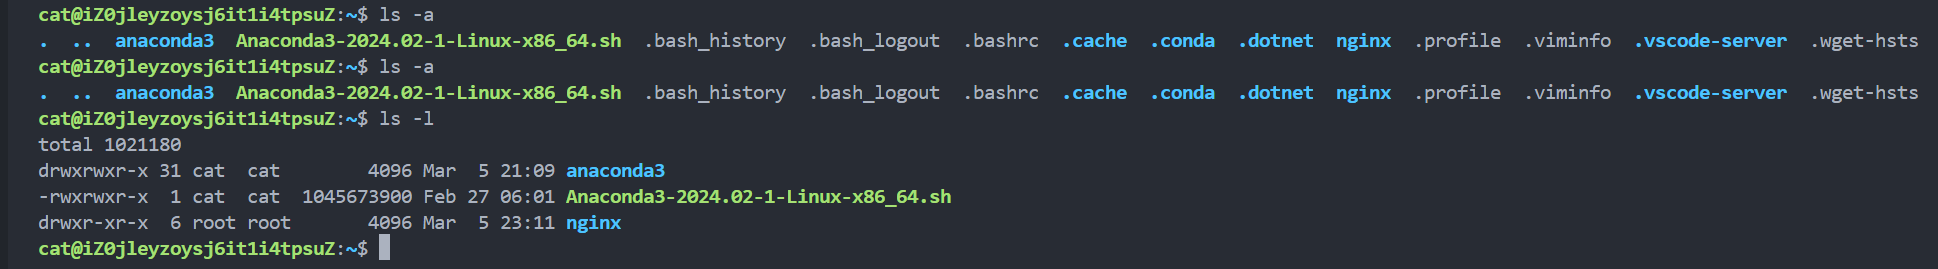 cat@iZ0jleyzoysj6it1i4tpsuZ:~$ ls -a
.  ..  anaconda3  Anaconda3-2024.02-1-Linux-x86_64.sh  .bash_history  .bash_logout  .bashrc  .cache  .conda  .dotnet  nginx  .profile  .viminfo  .vscode-server  .wget-hsts
cat@iZ0jleyzoysj6it1i4tpsuZ:~$ ls -a
.  ..  anaconda3  Anaconda3-2024.02-1-Linux-x86_64.sh  .bash_history  .bash_logout  .bashrc  .cache  .conda  .dotnet  nginx  .profile  .viminfo  .vscode-server  .wget-hsts
cat@iZ0jleyzoysj6it1i4tpsuZ:~$ ls -l
total 1021180
drwxrwxr-x 31 cat  cat        4096 Mar  5 21:09 anaconda3
-rwxrwxr-x  1 cat  cat  1045673900 Feb 27 06:01 Anaconda3-2024.02-1-Linux-x86_64.sh
drwxr-xr-x  6 root root       4096 Mar  5 23:11 nginx
cat@iZ0jleyzoysj6it1i4tpsuZ:~$